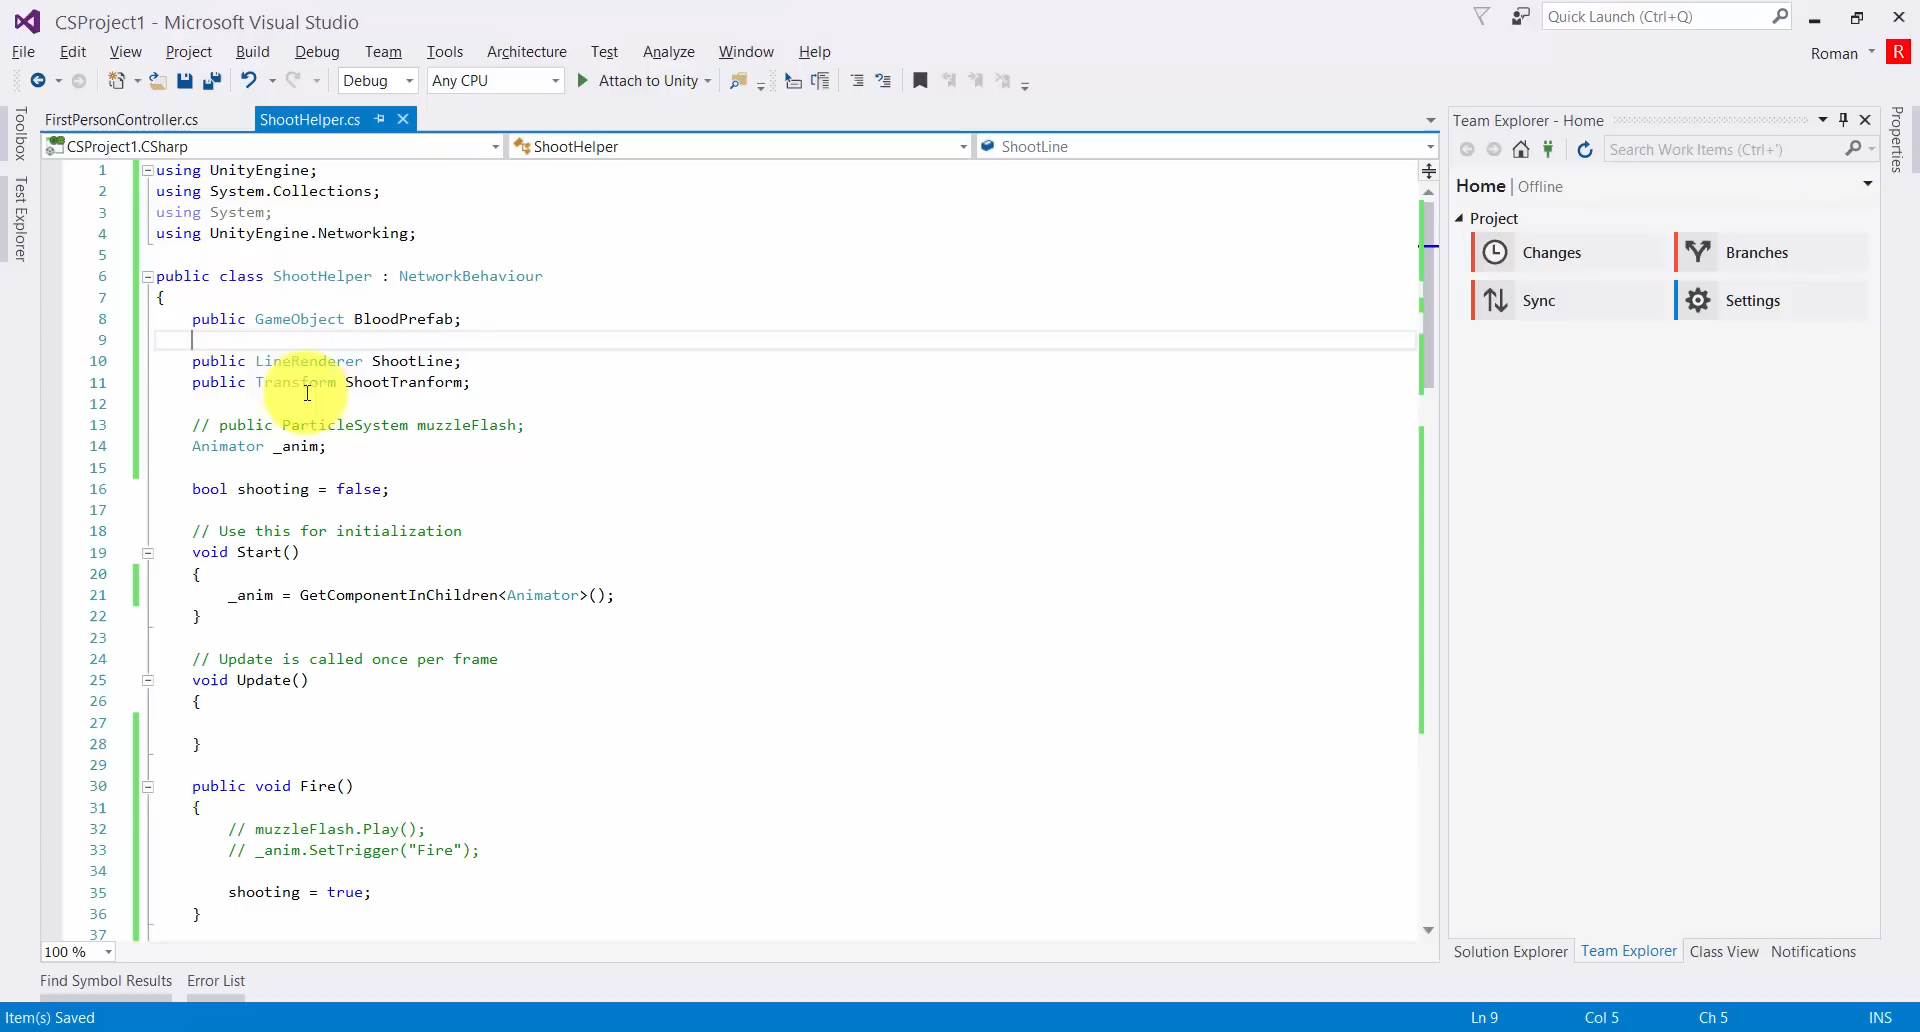 CSProject1 - Microsoft Visual Studio
Quick Launch (Ctrl+Q)
File Edit View Project Build Debug Team Tools Architecture Test Analyze Window Help
Roman R
Debug Any CPU Attach to Unity
Toolbox
Test Explorer
FirstPersonController.cs ShootHelper.cs
CSProject1.CSharp ShootHelper ShootLine
1 using UnityEngine;
2 using System.Collections;
3 using System;
4 using UnityEngine.Networking;
5
6 public class ShootHelper : NetworkBehaviour
7 {
8 public GameObject BloodPrefab;
9
10 public LineRenderer ShootLine;
11 public Transform ShootTranform;
12
13 // public ParticleSystem muzzleFlash;
14 Animator _anim;
15
16 bool shooting = false;
17
18 // Use this for initialization
19 void Start()
20 {
21 _anim = GetComponentInChildren<Animator>();
22 }
23
24 // Update is called once per frame
25 void Update()
26 {
27
28 }
29
30 public void Fire()
31 {
32 // muzzleFlash.Play();
33 // _anim.SetTrigger("Fire");
34
35 shooting = true;
36 }
37
100 %
Team Explorer - Home
Search Work Items (Ctrl+')
Home | Offline
Project
Changes Branches
Sync Settings
Properties
Solution Explorer Team Explorer Class View Notifications
Find Symbol Results Error List
Item(s) Saved Ln 9 Col 5 Ch 5 INS